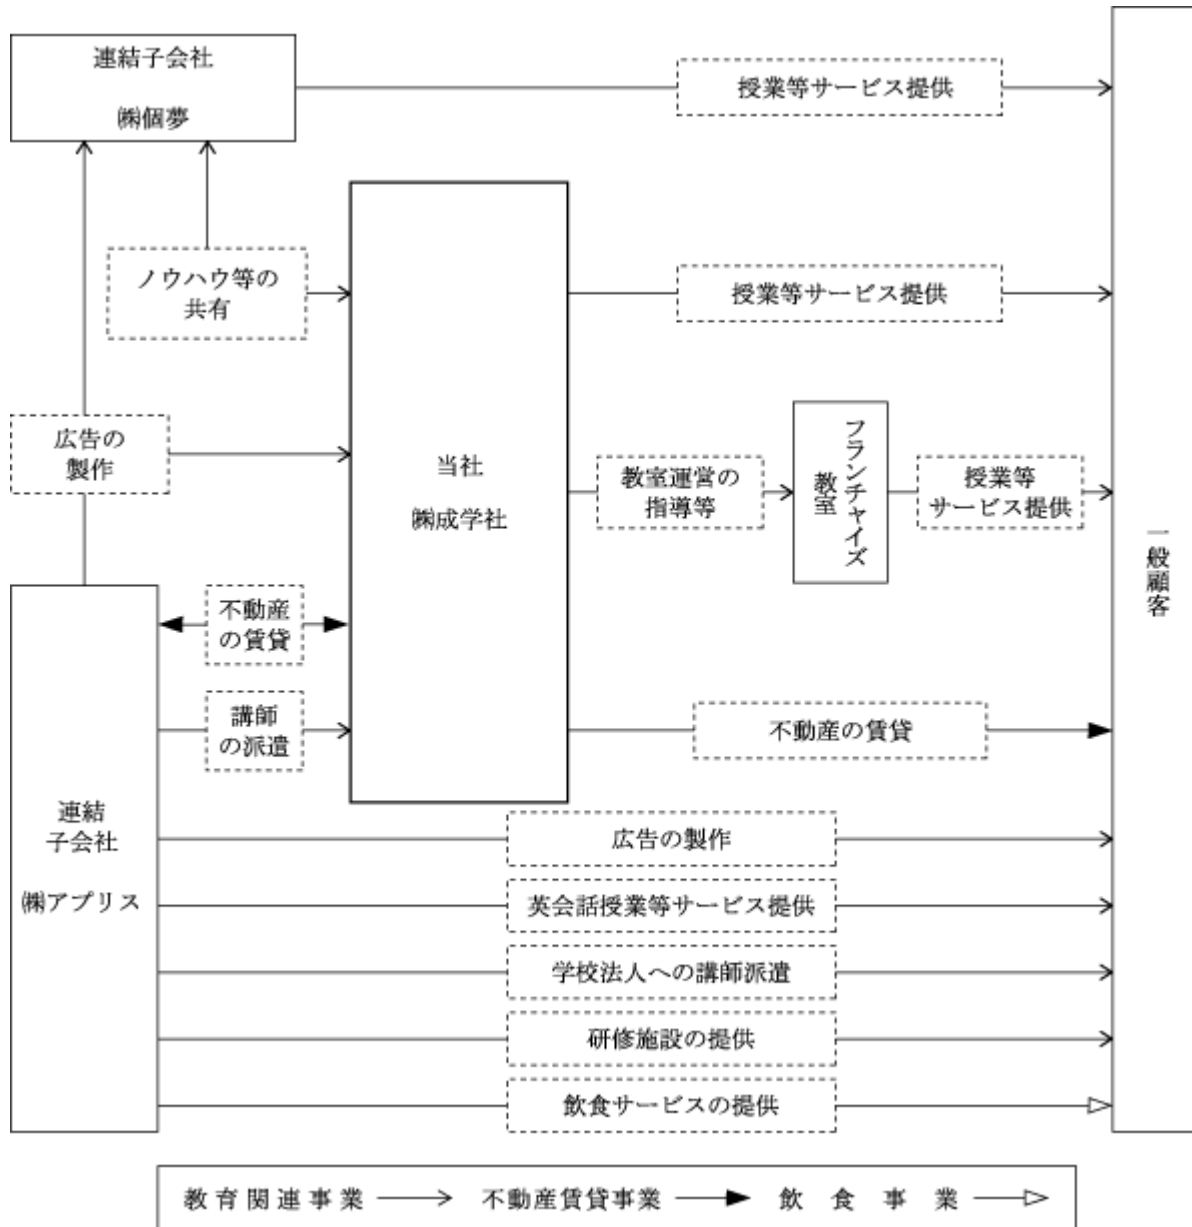 連結子会社
㈱個夢
授業等サービス提供
ノウハウ等の
共有
授業等サービス提供
広告の
製作
当社
㈱成学社
教室運営の
指導等
フランチャイズ
教室
授業等
サービス提供
一般顧客
不動産
の賃貸
講師
の派遣
不動産の賃貸
連結
子会社
㈱アプリス
広告の製作
英会話授業等サービス提供
学校法人への講師派遣
研修施設の提供
飲食サービスの提供
教育関連事業 不動産賃貸事業 飲食事業